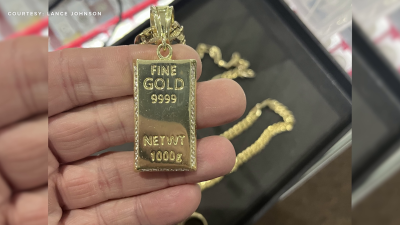 COURTESY: LANCE JOHNSON
FINE
GOLD
9999
NET WT
1000g